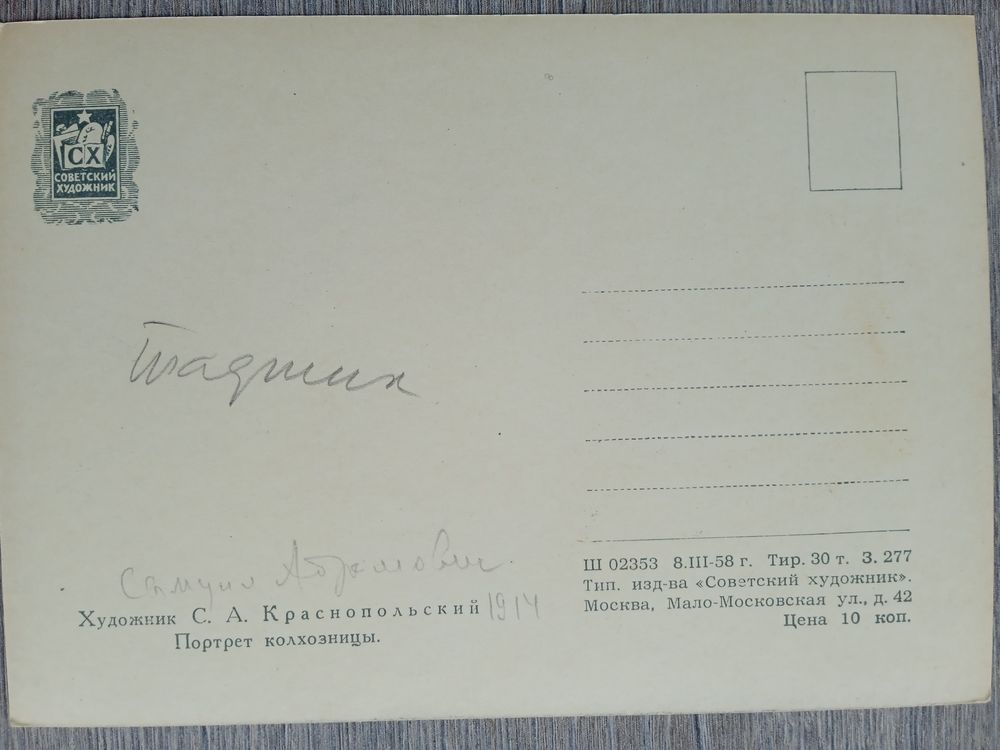 СХ
СОВЕТСКИЙ
ХУДОЖНИК
Таджик
Самуил Абрамович
Художник С. А. Краснопольский 1914
Портрет колхозницы.
Ш 02353 8.III-58 г. Тир. 30 т. З. 277
Тип. изд-ва «Советский художник».
Москва, Мало-Московская ул., д. 42
Цена 10 коп.